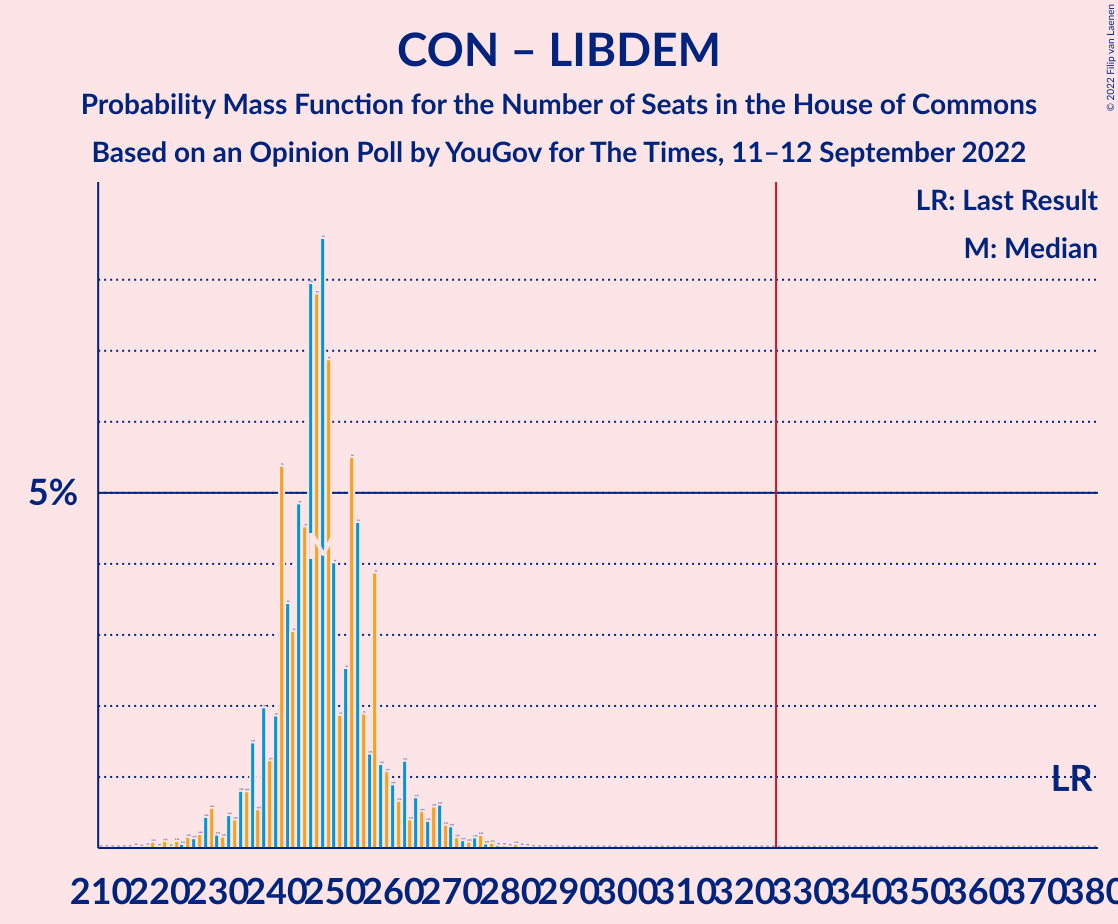 CON – LIBDEM
Probability Mass Function for the Number of Seats in the House of Commons
Based on an Opinion Poll by YouGov for The Times, 11–12 September 2022
© 2022 Filip van Laenen
LR: Last Result
M: Median
5%
M
LR
210 220 230 240 250 260 270 280 290 300 310 320 330 340 350 360 370 380